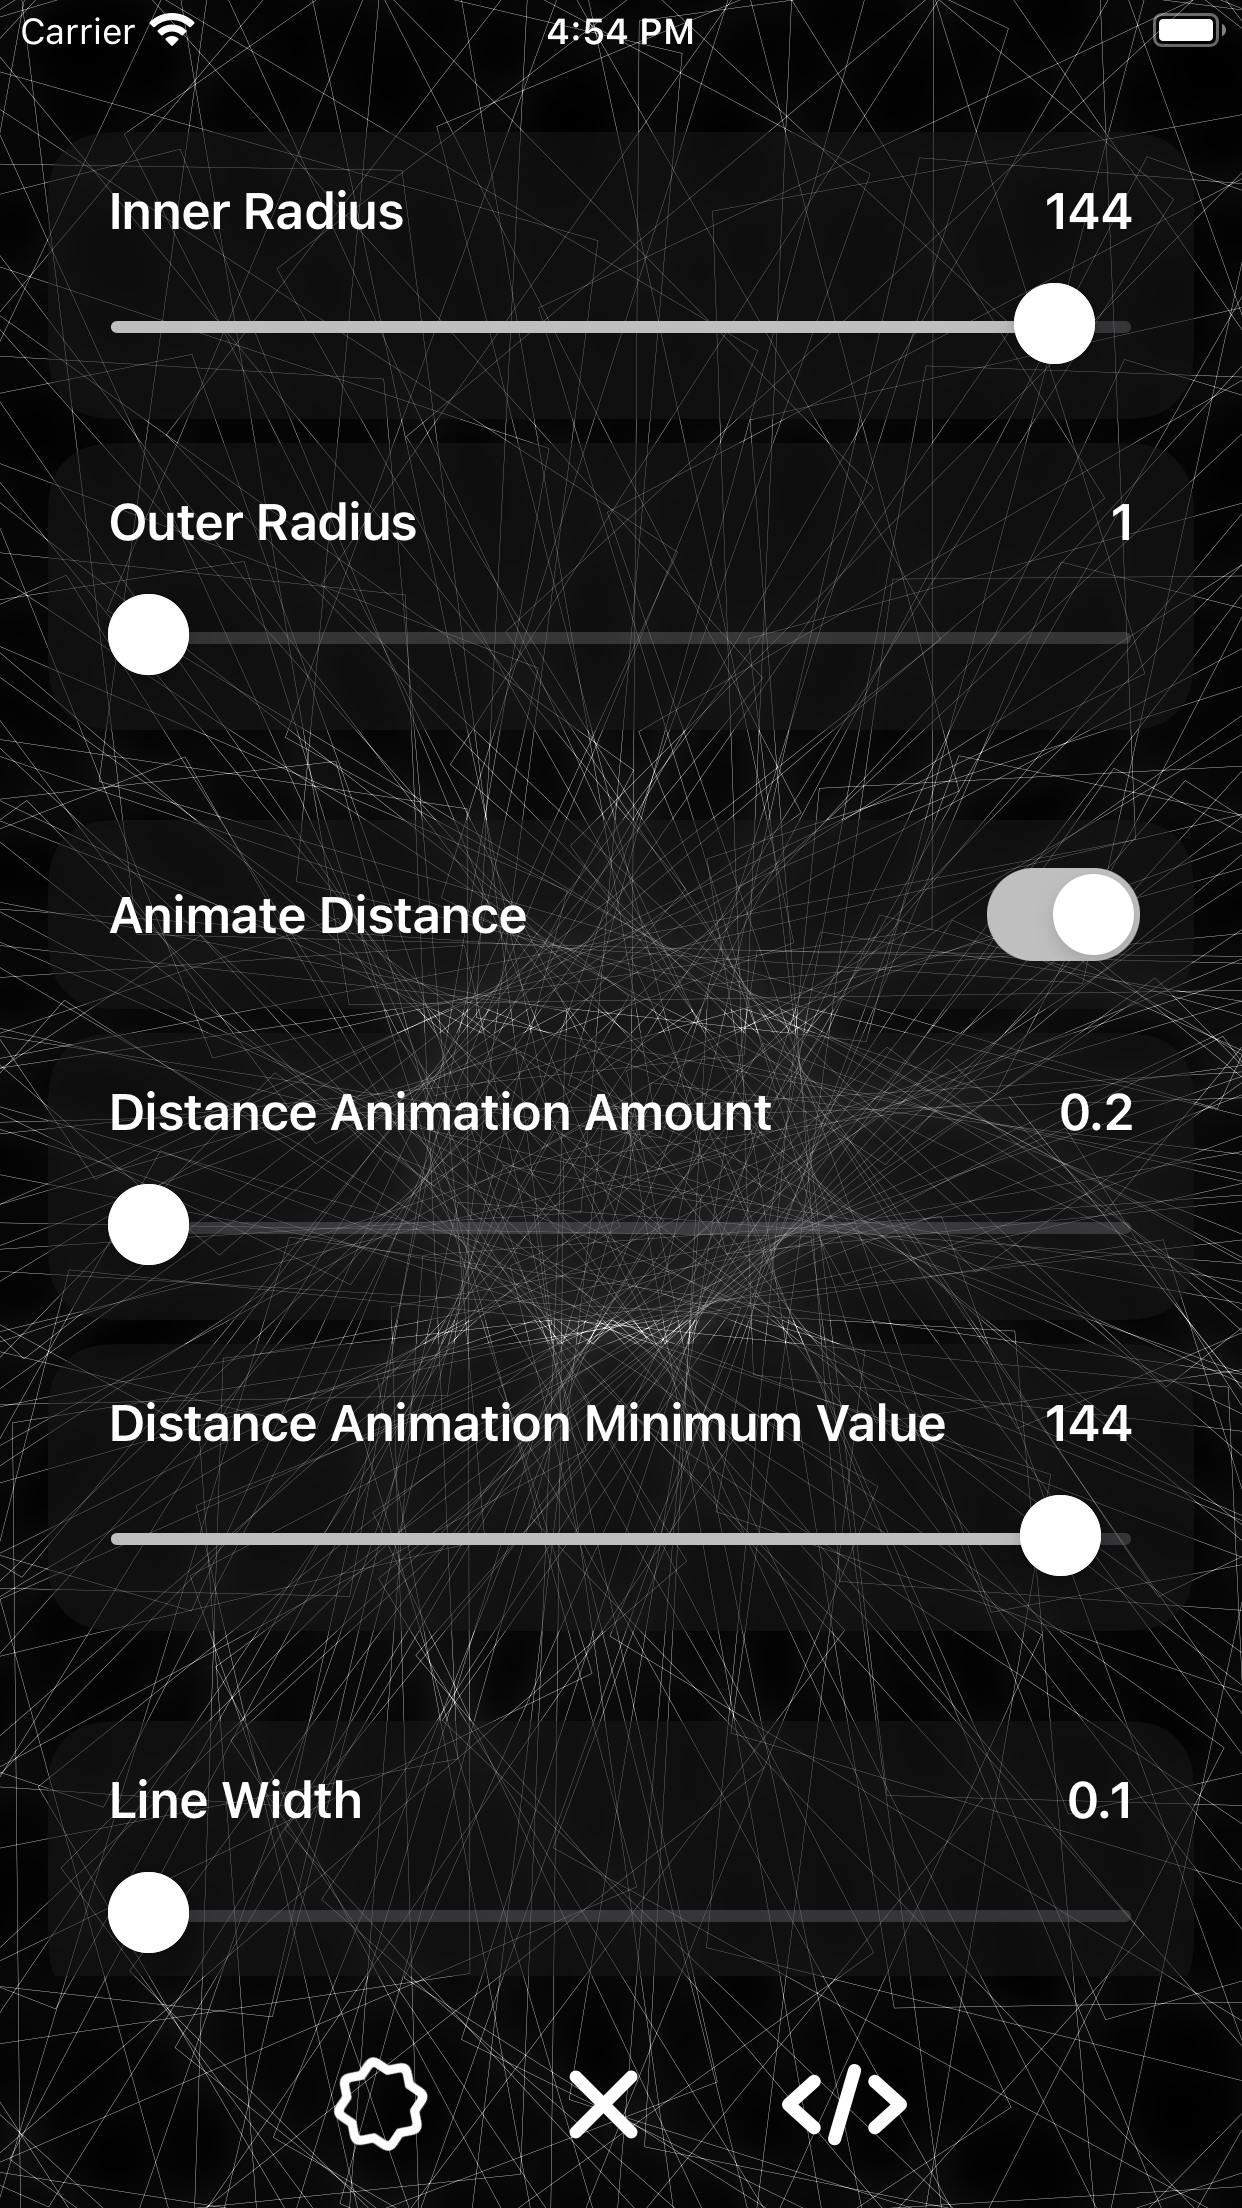 Carrier 4:54 PM
Inner Radius 144
Outer Radius 1
Animate Distance
Distance Animation Amount 0.2
Distance Animation Minimum Value 144
Line Width 0.1